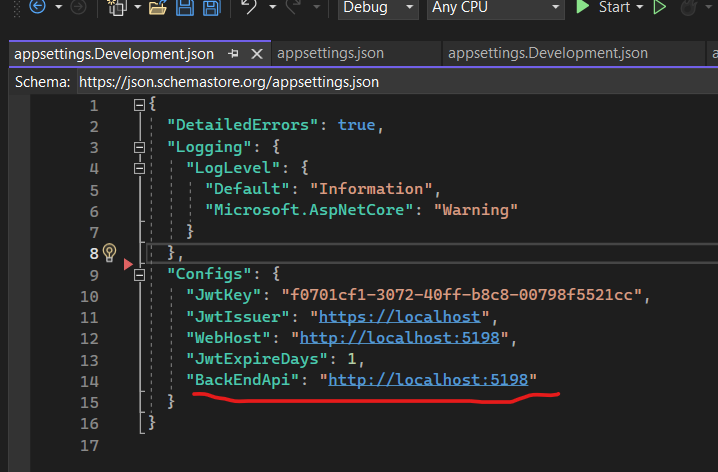 Debug Any CPU Start
appsettings.Development.json appsettings.json appsettings.Development.json
Schema: https://json.schemastore.org/appsettings.json
1 {
2 "DetailedErrors": true,
3 "Logging": {
4 "LogLevel": {
5 "Default": "Information",
6 "Microsoft.AspNetCore": "Warning"
7 }
8 },
9 "Configs": {
10 "JwtKey": "f0701cf1-3072-40ff-b8c8-00798f5521cc",
11 "JwtIssuer": "https://localhost",
12 "WebHost": "http://localhost:5198",
13 "JwtExpireDays": 1,
14 "BackEndApi": "http://localhost:5198"
15 }
16 }
17